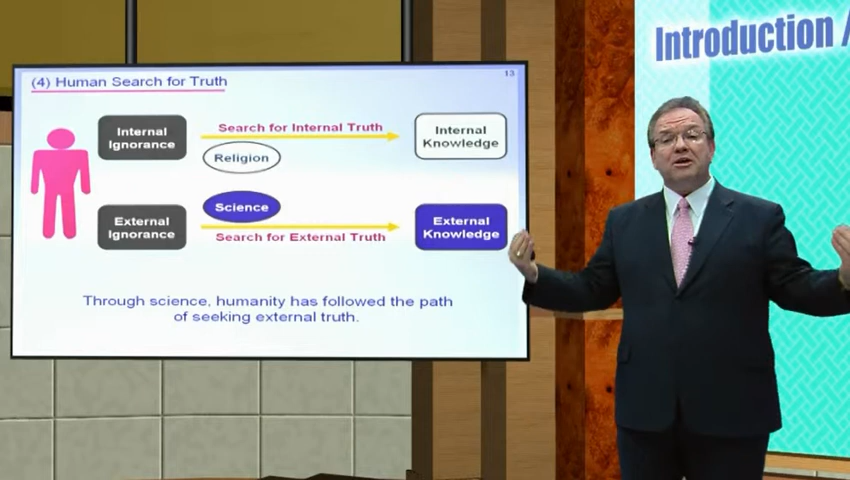 (4) Human Search for Truth
13
Internal
Ignorance
Search for Internal Truth
Religion
Internal
Knowledge
External
Ignorance
Science
Search for External Truth
External
Knowledge
Through science, humanity has followed the path
of seeking external truth.
Introduction /